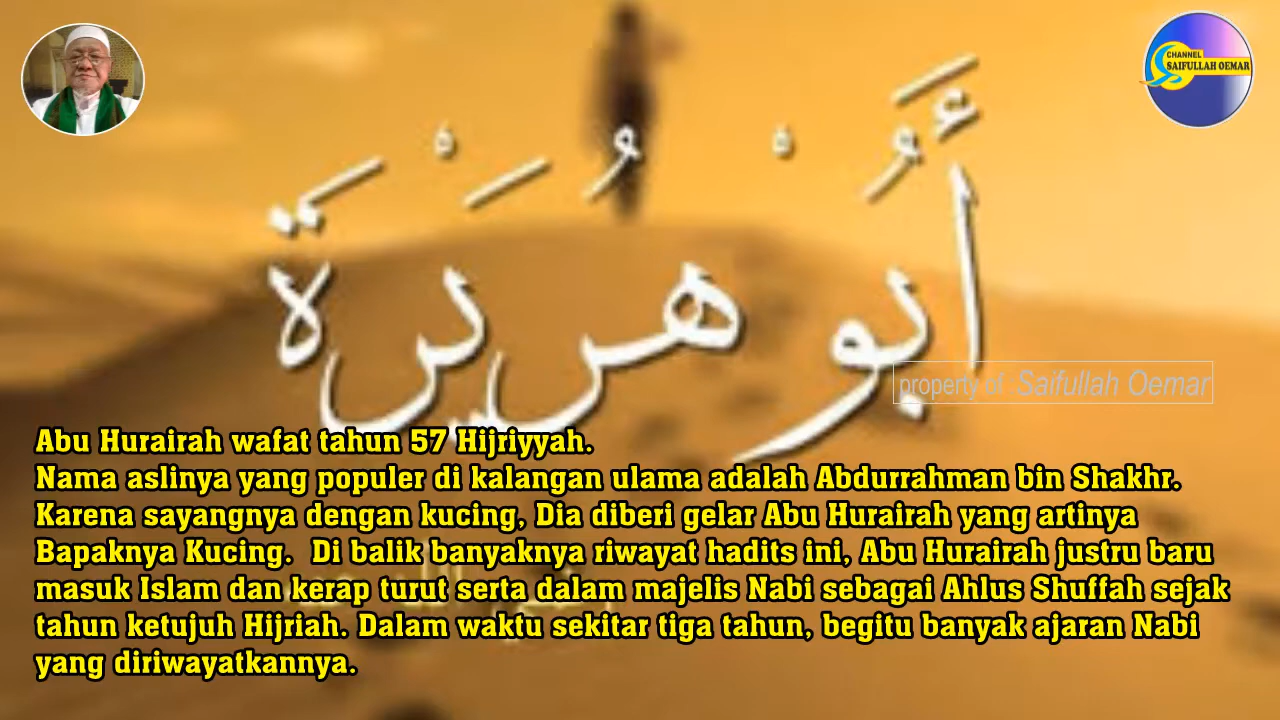 CHANNEL
SAIFULLAH OEMAR
أَبُوْ هُرَيْرَةَ
property of : Saifullah Oemar
Abu Hurairah wafat tahun 57 Hijriyyah.
Nama aslinya yang populer di kalangan ulama adalah Abdurrahman bin Shakhr.
Karena sayangnya dengan kucing, Dia diberi gelar Abu Hurairah yang artinya
Bapaknya Kucing. Di balik banyaknya riwayat hadits ini, Abu Hurairah justru baru
masuk Islam dan kerap turut serta dalam majelis Nabi sebagai Ahlus Shuffah sejak
tahun ketujuh Hijriah. Dalam waktu sekitar tiga tahun, begitu banyak ajaran Nabi
yang diriwayatkannya.